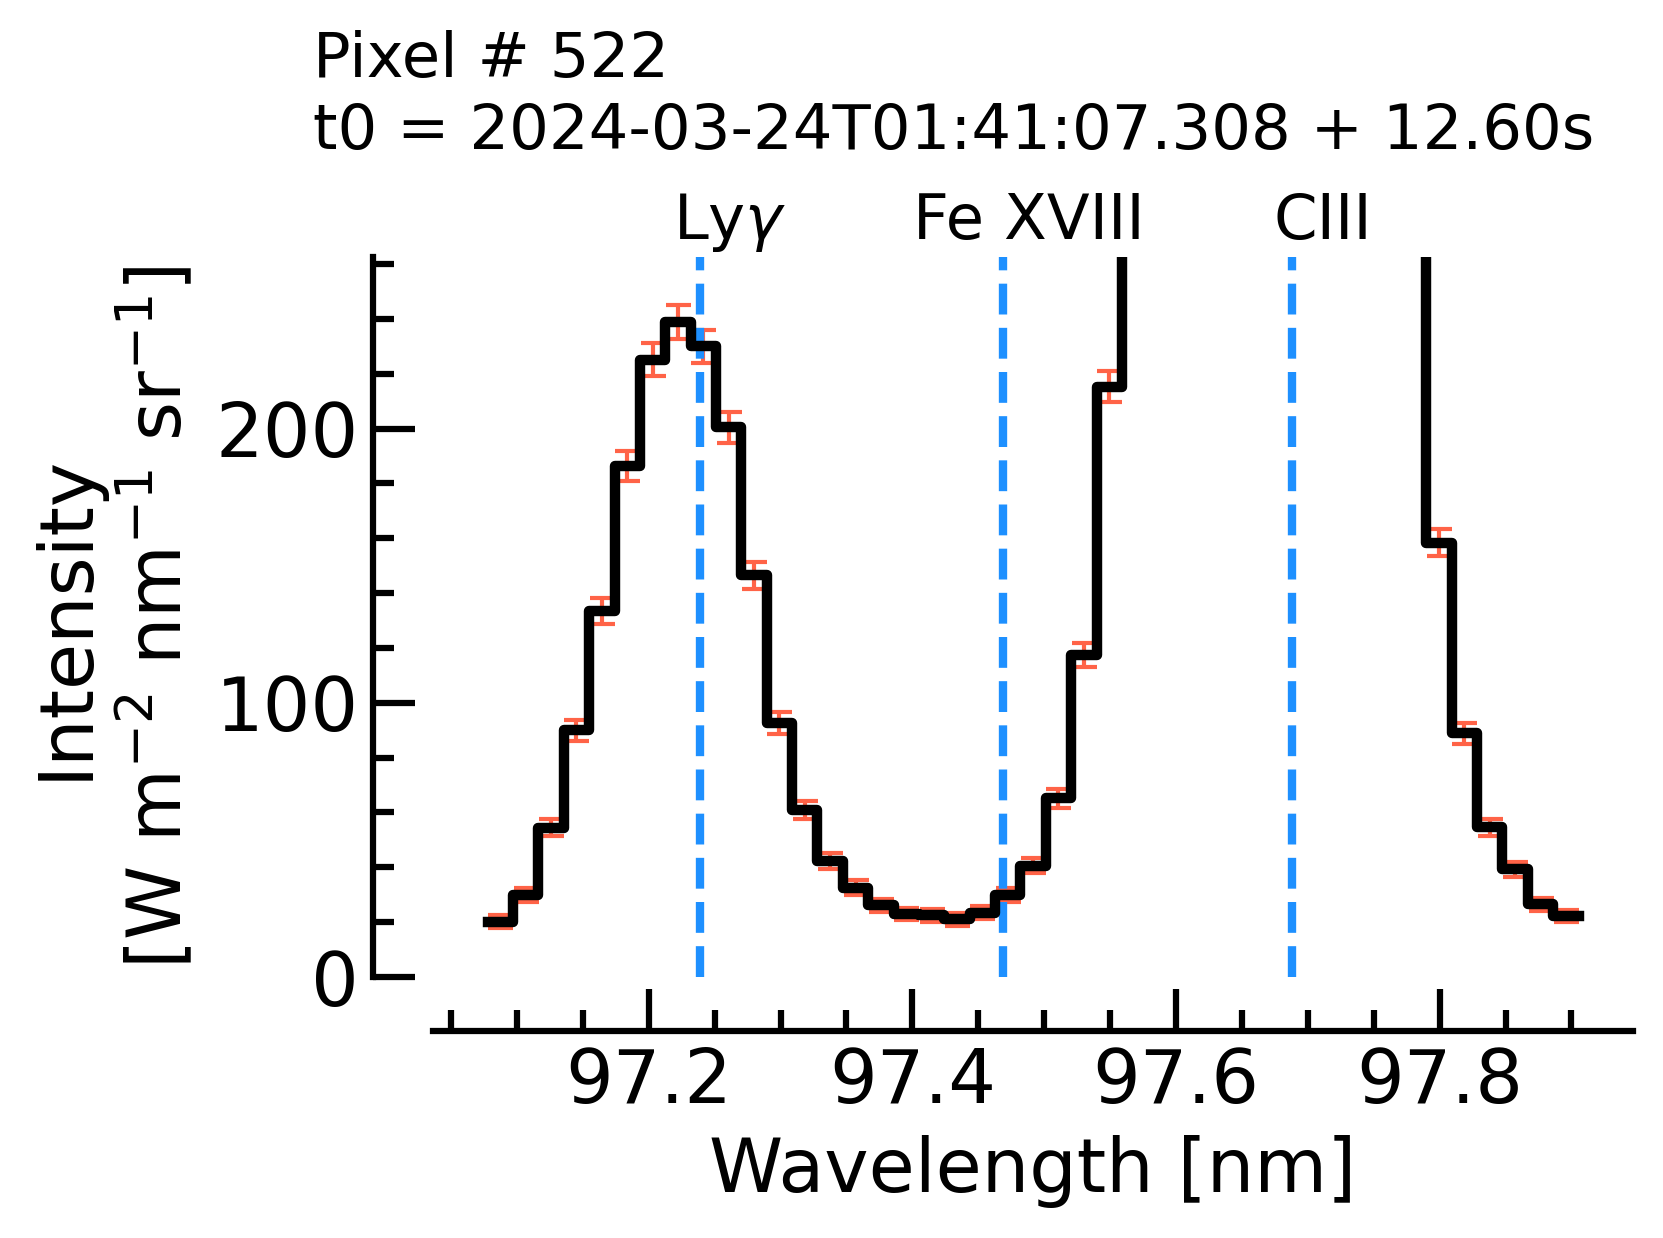 Pixel # 522
t0 = 2024-03-24T01:41:07.308 + 12.60s
Lyγ Fe XVIII CIII
Intensity
[W m⁻² nm⁻¹ sr⁻¹]
200
100
0
97.2 97.4 97.6 97.8
Wavelength [nm]